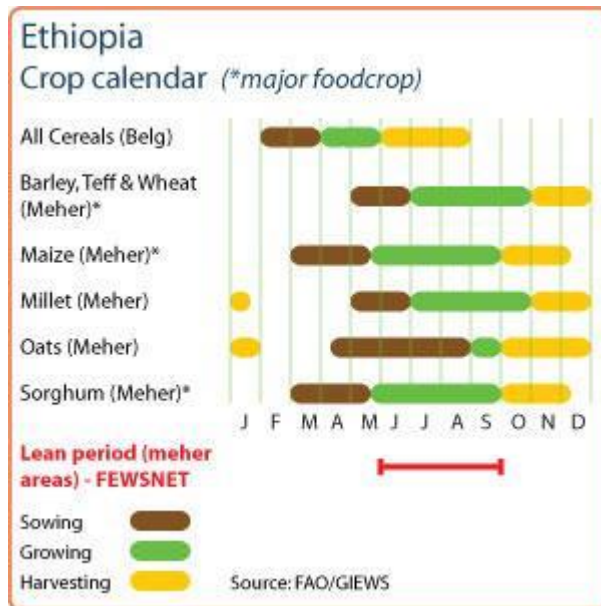 Ethiopia
Crop calendar (*major foodcrop)
All Cereals (Belg)
Barley, Teff & Wheat
(Meher)*
Maize (Meher)*
Millet (Meher)
Oats (Meher)
Sorghum (Meher)*
J F M A M J J A S O N D
Lean period (meher
areas) - FEWSNET
Sowing
Growing
Harvesting
Source: FAO/GIEWS